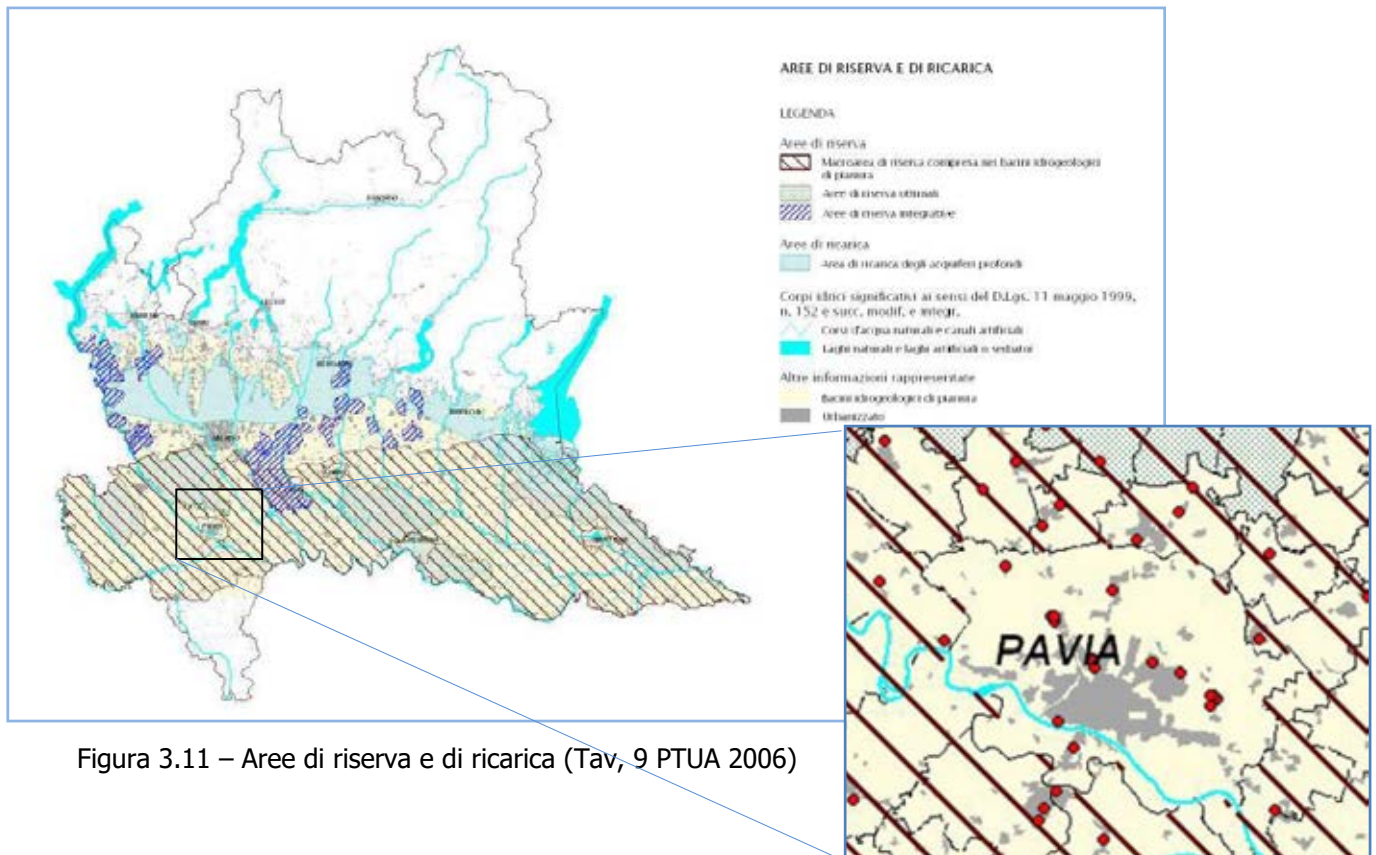 AREE DI RISERVA E DI RICARICA
LEGENDA
Aree di riserva
Macroarea di riserva compresa nei bacini idrogeologici
di pianura
Aree di riserva ottimali
Aree di riserva integrative
Aree di ricarica
Area di ricarica degli acquiferi profondi
Corpi idrici significativi ai sensi del D.Lgs. 11 maggio 1999,
n. 152 e succ. modif. e integr.
Corsi d'acqua naturali e canali artificiali
Laghi naturali e laghi artificiali o serbatoi
Altre informazioni rappresentate
Bacini idrogeologici di pianura
Urbanizzato
PAVIA
Figura 3.11 – Aree di riserva e di ricarica (Tav, 9 PTUA 2006)